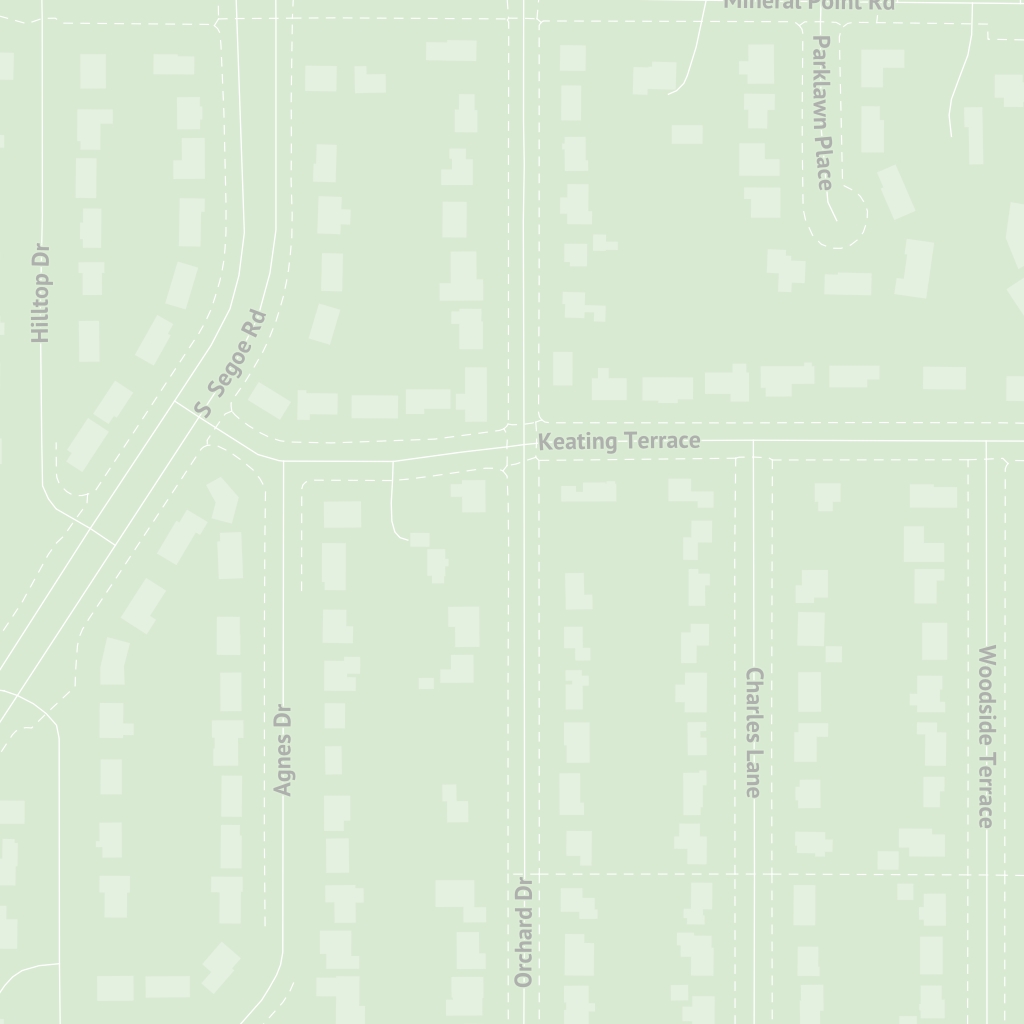 Mineral Point Rd
Parklawn Place
Hilltop Dr
S Segoe Rd
Keating Terrace
Charles Lane
Woodside Terrace
Agnes Dr
Orchard Dr